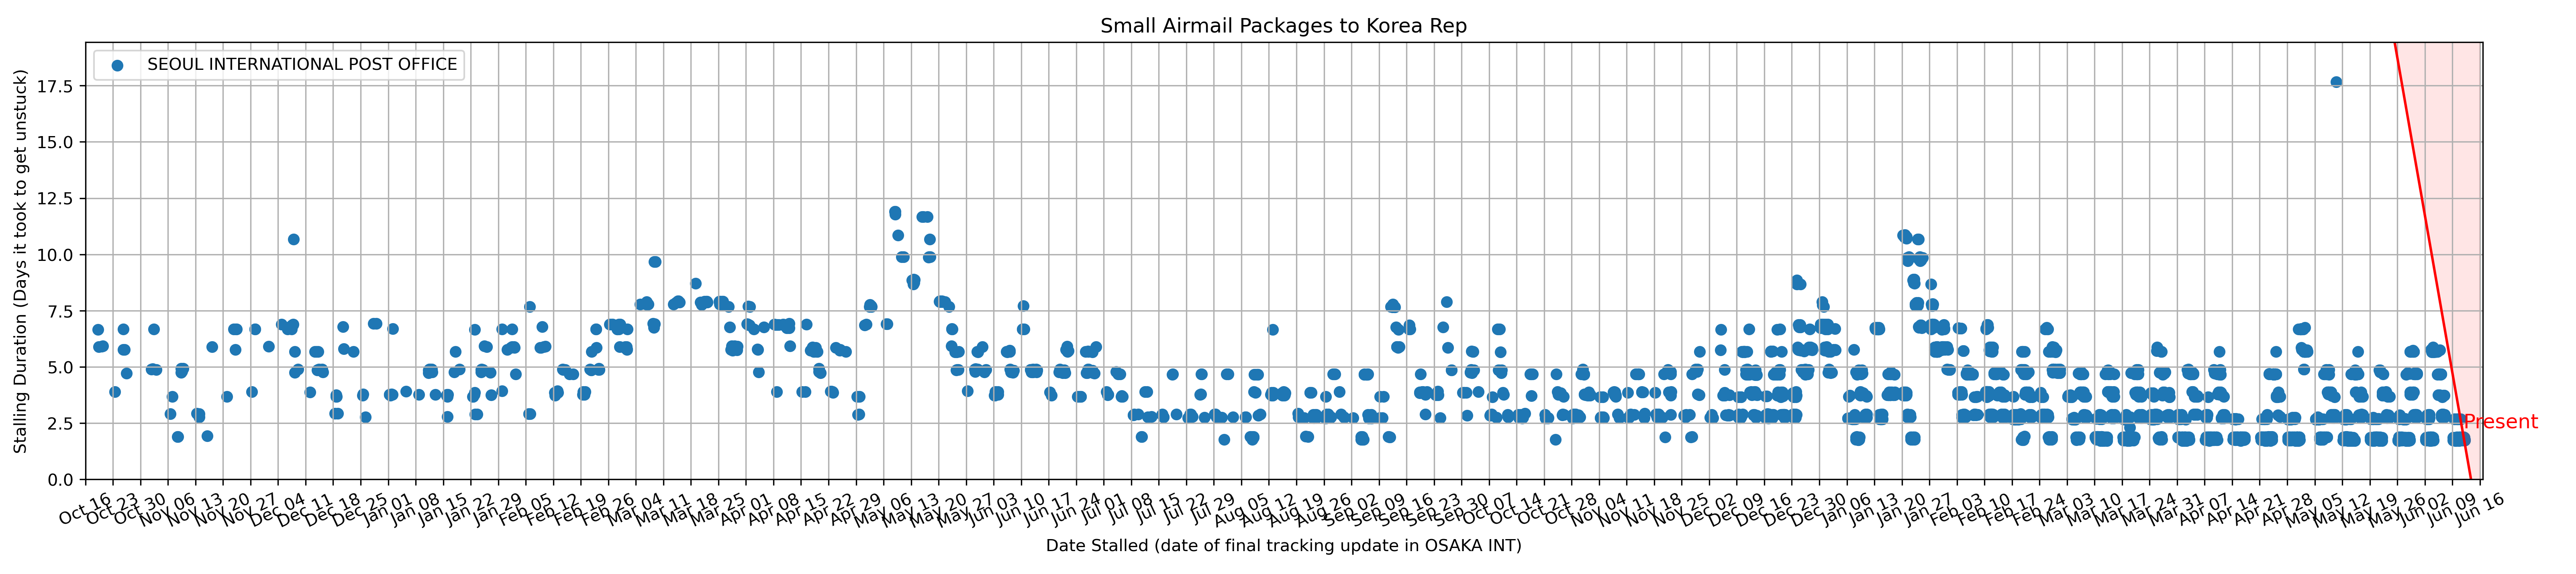 Small Airmail Packages to Korea Rep
SEOUL INTERNATIONAL POST OFFICE
Stalling Duration (Days it took to get unstuck)
17.5
15.0
12.5
10.0
7.5
5.0
2.5
0.0
Present
Oct 16
Oct 23
Oct 30
Nov 06
Nov 13
Nov 20
Nov 27
Dec 04
Dec 11
Dec 18
Dec 25
Jan 01
Jan 08
Jan 15
Jan 22
Jan 29
Feb 05
Feb 12
Feb 19
Feb 26
Mar 04
Mar 11
Mar 18
Mar 25
Apr 01
Apr 08
Apr 15
Apr 22
Apr 29
May 06
May 13
May 20
May 27
Jun 03
Jun 10
Jun 17
Jun 24
Jul 01
Jul 08
Jul 15
Jul 22
Jul 29
Aug 05
Aug 12
Aug 19
Aug 26
Sep 02
Sep 09
Sep 16
Sep 23
Sep 30
Oct 07
Oct 14
Oct 21
Oct 28
Nov 04
Nov 11
Nov 18
Nov 25
Dec 02
Dec 09
Dec 16
Dec 23
Dec 30
Jan 06
Jan 13
Jan 20
Jan 27
Feb 03
Feb 10
Feb 17
Feb 24
Mar 03
Mar 10
Mar 17
Mar 24
Mar 31
Apr 07
Apr 14
Apr 21
Apr 28
May 05
May 12
May 19
May 26
Jun 02
Jun 09
Jun 16
Date Stalled (date of final tracking update in OSAKA INT)